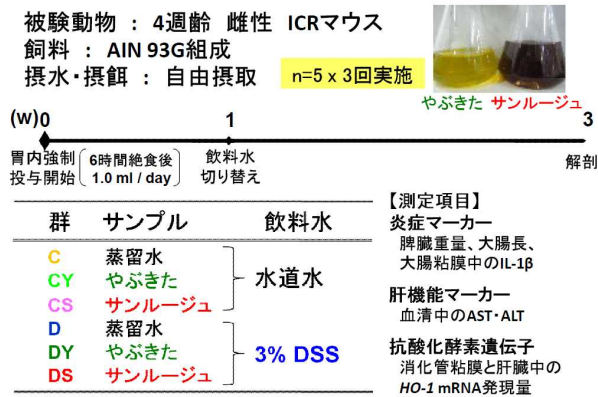 被験動物 : 4週齢 雌性 ICRマウス
飼料 : AIN 93G組成
摂水・摂餌 : 自由摂取
n=5 x 3回実施
やぶきた サンルージュ
(w) 0 1 3
胃内強制
投与開始
6時間絶食後
1.0 ml / day
飲料水
切り替え
解剖
群 サンプル 飲料水
C 蒸留水
CY やぶきた
CS サンルージュ
水道水
D 蒸留水
DY やぶきた
DS サンルージュ
3% DSS
【測定項目】
炎症マーカー
脾臓重量、大腸長、
大腸粘膜中のIL-1β
肝機能マーカー
血清中のAST・ALT
抗酸化酵素遺伝子
消化管粘膜と肝臓中の
HO-1 mRNA発現量